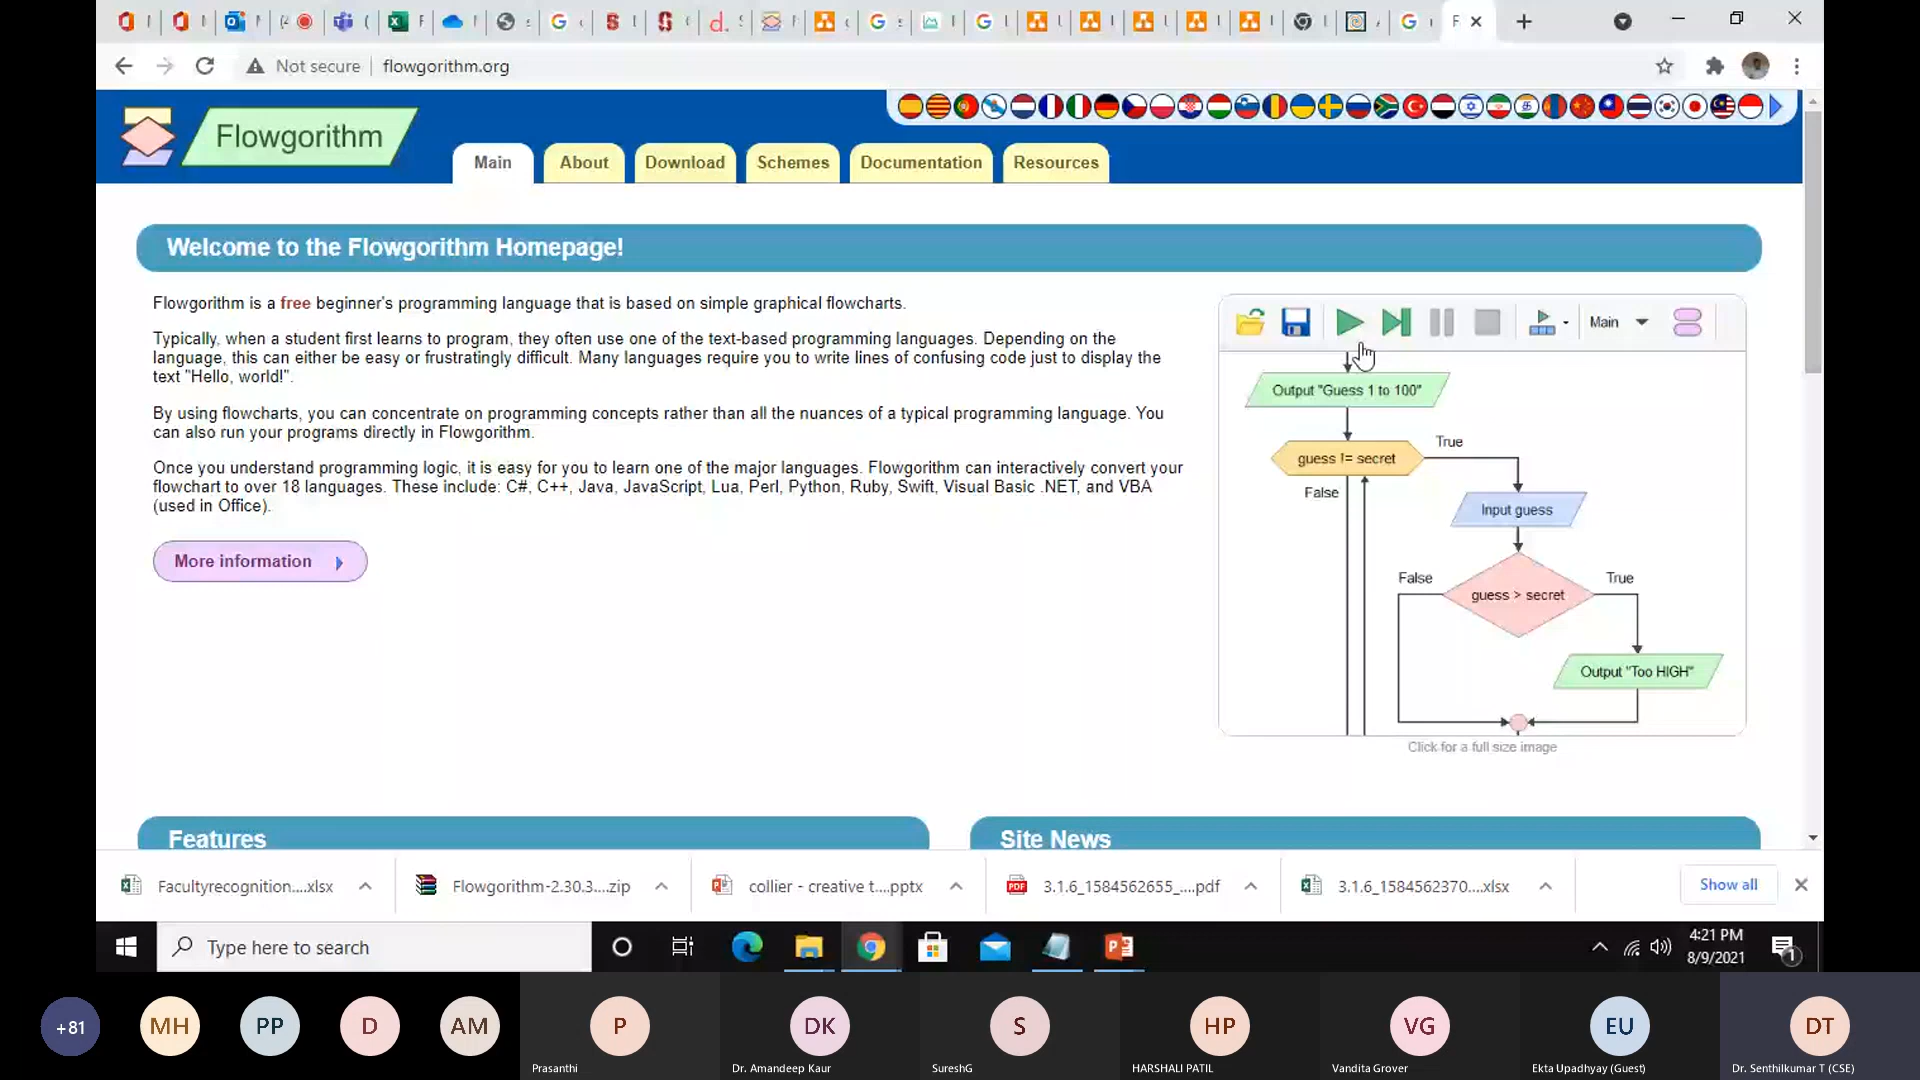 Not secure
flowgorithm.org
Flowgorithm
Main
About
Download
Schemes
Documentation
Resources
Welcome to the Flowgorithm Homepage!
Flowgorithm is a free beginner's programming language that is based on simple graphical flowcharts.
Typically, when a student first learns to program, they often use one of the text-based programming languages. Depending on the
language, this can either be easy or frustratingly difficult. Many languages require you to write lines of confusing code just to display the
text "Hello, world!".
By using flowcharts, you can concentrate on programming concepts rather than all the nuances of a typical programming language. You
can also run your programs directly in Flowgorithm.
Once you understand programming logic, it is easy for you to learn one of the major languages. Flowgorithm can interactively convert your
flowchart to over 18 languages. These include: C#, C++, Java, JavaScript, Lua, Perl, Python, Ruby, Swift, Visual Basic .NET, and VBA
(used in Office).
More information
Main
Output "Guess 1 to 100"
True
guess != secret
False
Input guess
False
True
guess > secret
Output "Too HIGH"
Click for a full size image
Features
Site News
Facultyrecognition....xlsx
Flowgorithm-2.30.3....zip
collier - creative t....pptx
3.1.6_1584562655_....pdf
3.1.6_1584562370....xlsx
Show all
Type here to search
4:21 PM
8/9/2021
1
+81
MH
PP
D
AM
P
Prasanthi
DK
Dr. Amandeep Kaur
S
SureshG
HP
HARSHALI PATIL
VG
Vandita Grover
EU
Ekta Upadhyay (Guest)
DT
Dr. Senthilkumar T (CSE)